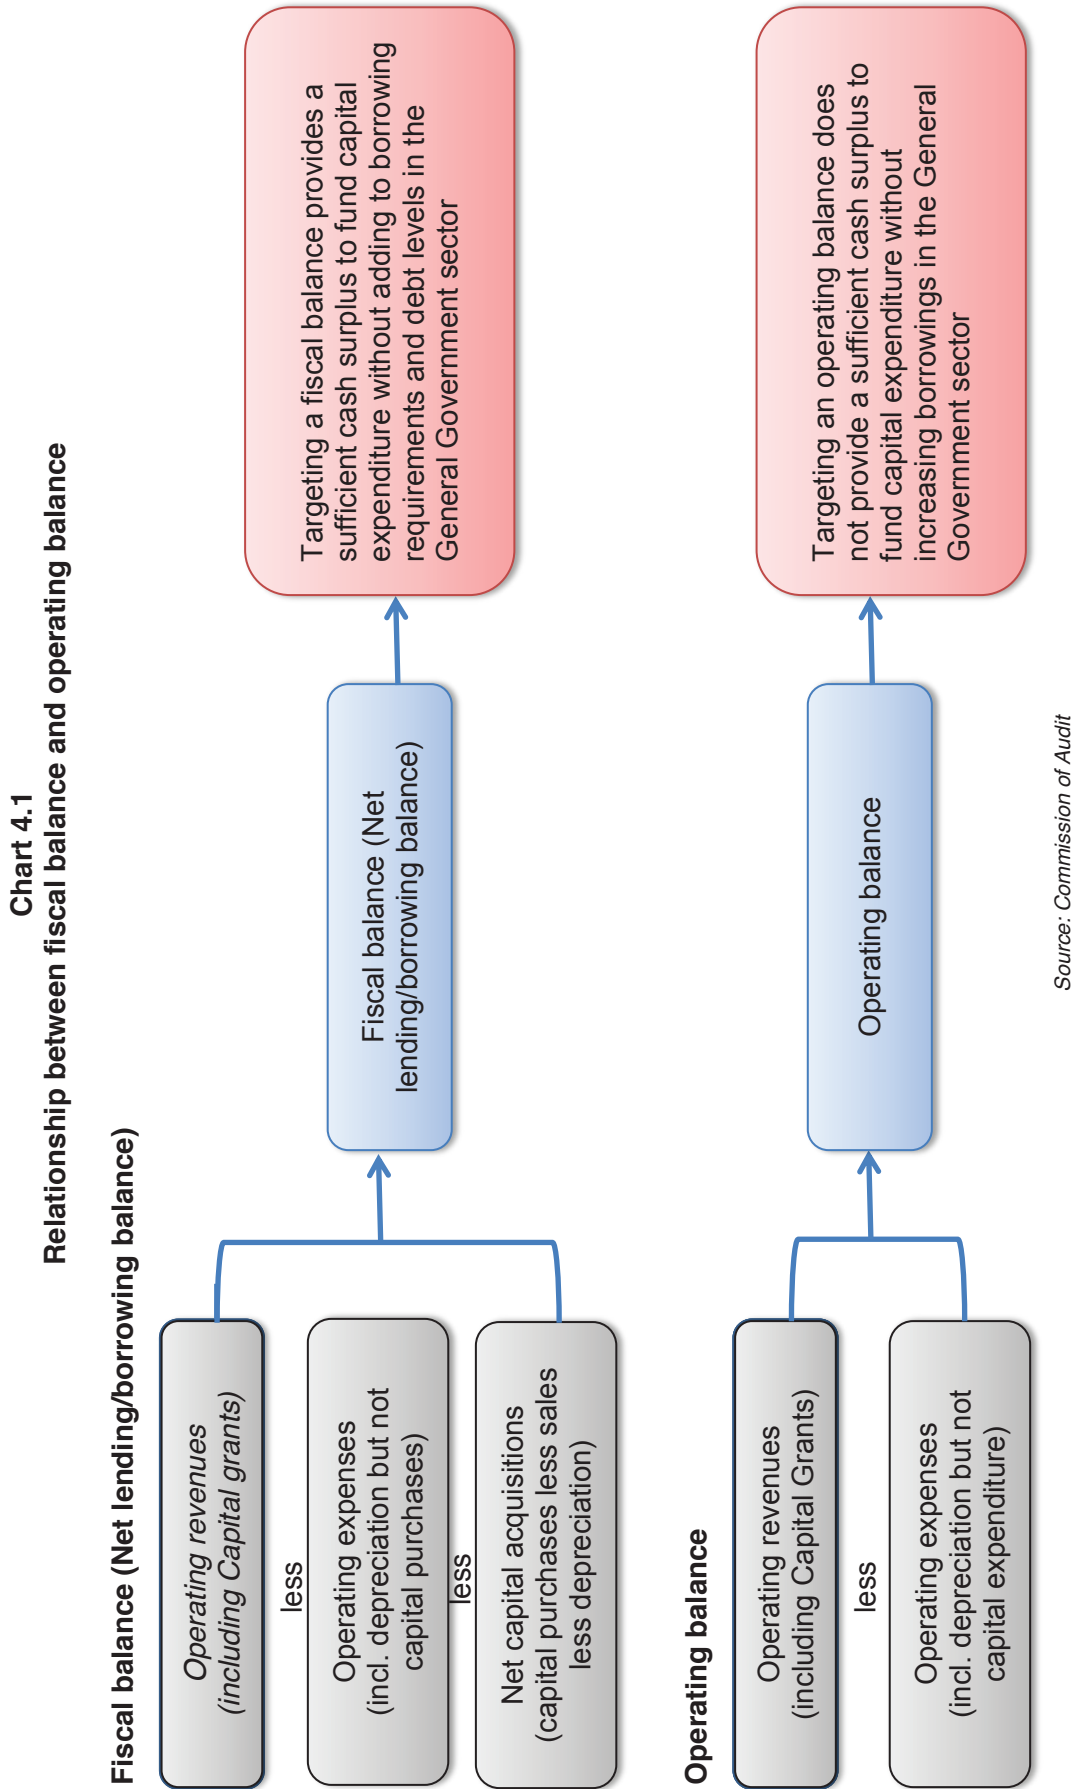 Chart 4.1
Relationship between fiscal balance and operating balance
Fiscal balance (Net lending/borrowing balance)
Operating revenues
(including Capital grants)
less
Operating expenses
(incl. depreciation but not
capital purchases)
less
Net capital acquisitions
(capital purchases less sales
less depreciation)
Fiscal balance (Net
lending/borrowing balance)
Targeting a fiscal balance provides a
sufficient cash surplus to fund capital
expenditure without adding to borrowing
requirements and debt levels in the
General Government sector
Operating balance
Operating revenues
(including Capital Grants)
less
Operating expenses
(incl. depreciation but not
capital expenditure)
Operating balance
Targeting an operating balance does
not provide a sufficient cash surplus to
fund capital expenditure without
increasing borrowings in the General
Government sector
Source: Commission of Audit